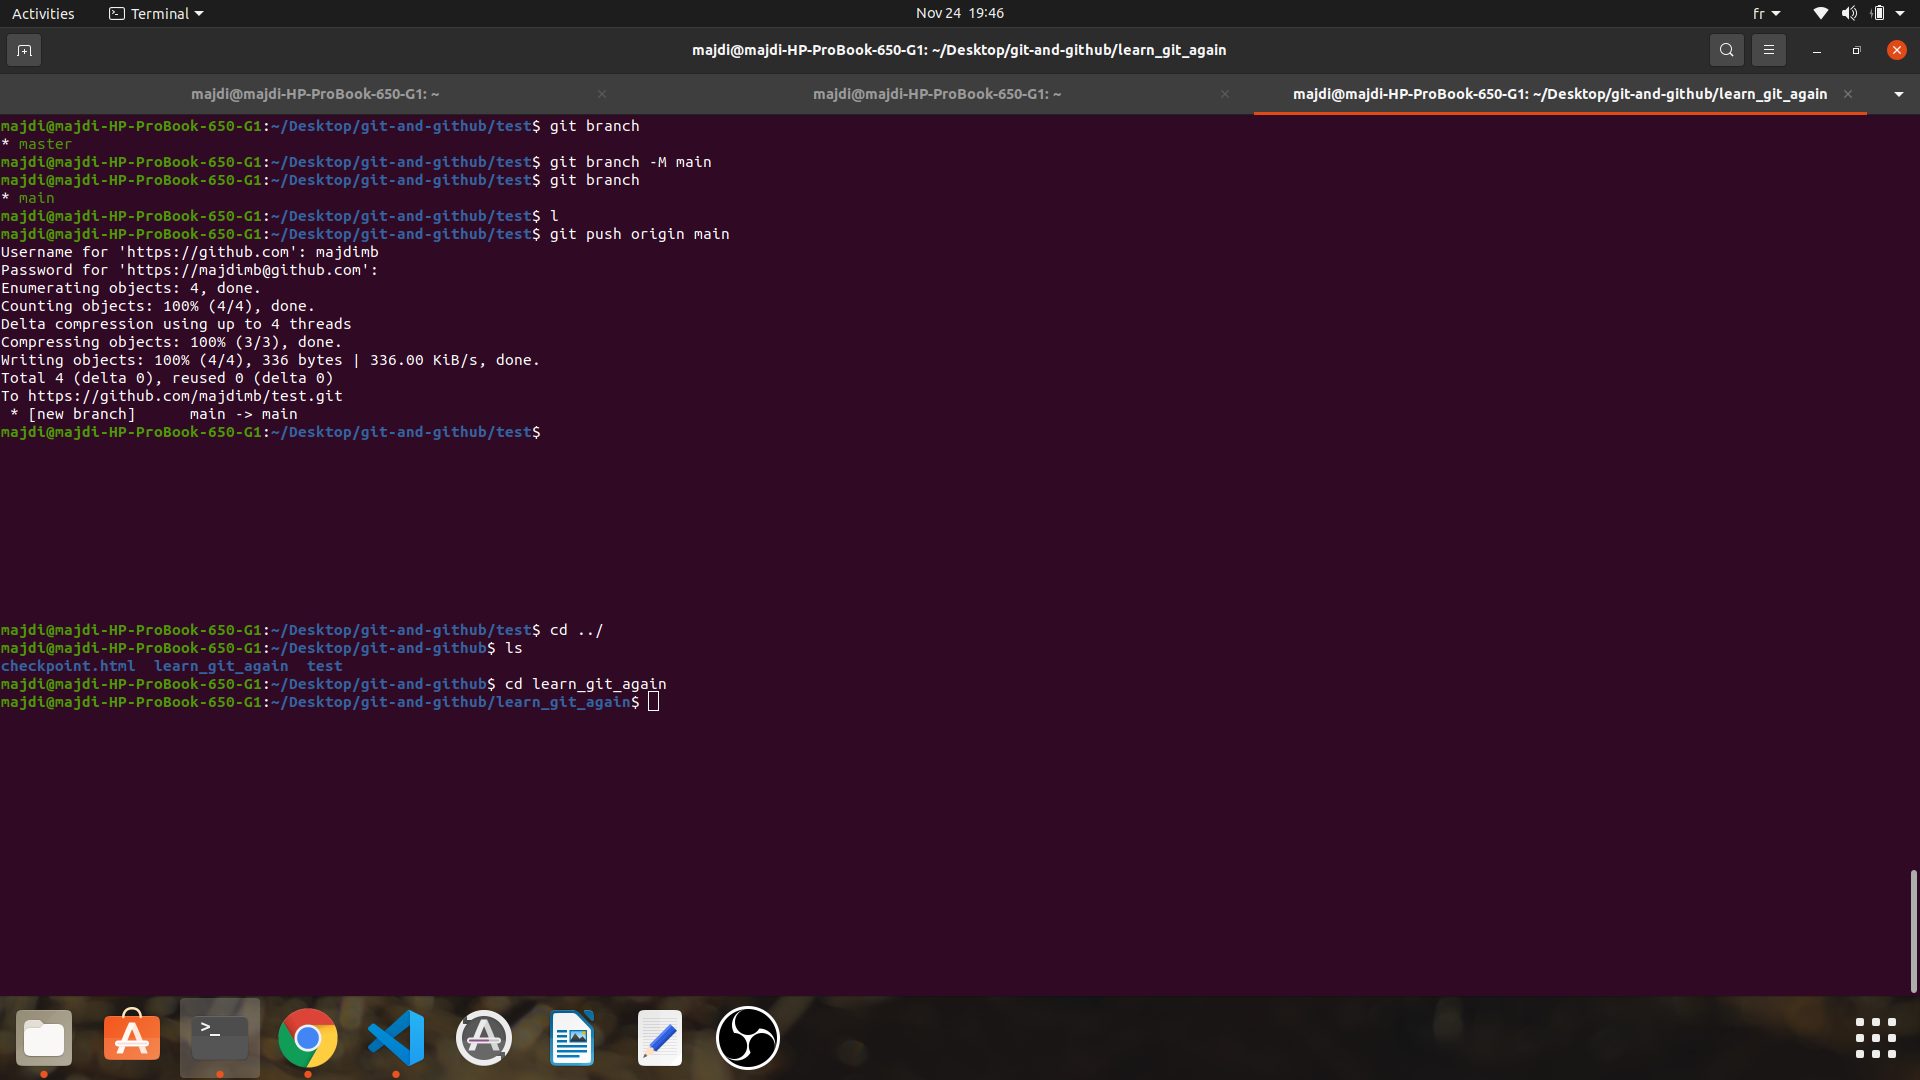 Activities Terminal Nov 24 19:46 fr
majdi@majdi-HP-ProBook-650-G1: ~/Desktop/git-and-github/learn_git_again
majdi@majdi-HP-ProBook-650-G1: ~ majdi@majdi-HP-ProBook-650-G1: ~ majdi@majdi-HP-ProBook-650-G1: ~/Desktop/git-and-github/learn_git_again
majdi@majdi-HP-ProBook-650-G1:~/Desktop/git-and-github/test$ git branch
* master
majdi@majdi-HP-ProBook-650-G1:~/Desktop/git-and-github/test$ git branch -M main
majdi@majdi-HP-ProBook-650-G1:~/Desktop/git-and-github/test$ git branch
* main
majdi@majdi-HP-ProBook-650-G1:~/Desktop/git-and-github/test$ l
majdi@majdi-HP-ProBook-650-G1:~/Desktop/git-and-github/test$ git push origin main
Username for 'https://github.com': majdimb
Password for 'https://majdimb@github.com':
Enumerating objects: 4, done.
Counting objects: 100% (4/4), done.
Delta compression using up to 4 threads
Compressing objects: 100% (3/3), done.
Writing objects: 100% (4/4), 336 bytes | 336.00 KiB/s, done.
Total 4 (delta 0), reused 0 (delta 0)
To https://github.com/majdimb/test.git
 * [new branch]      main -> main
majdi@majdi-HP-ProBook-650-G1:~/Desktop/git-and-github/test$
majdi@majdi-HP-ProBook-650-G1:~/Desktop/git-and-github/test$ cd ../
majdi@majdi-HP-ProBook-650-G1:~/Desktop/git-and-github$ ls
checkpoint.html  learn_git_again  test
majdi@majdi-HP-ProBook-650-G1:~/Desktop/git-and-github$ cd learn_git_again
majdi@majdi-HP-ProBook-650-G1:~/Desktop/git-and-github/learn_git_again$